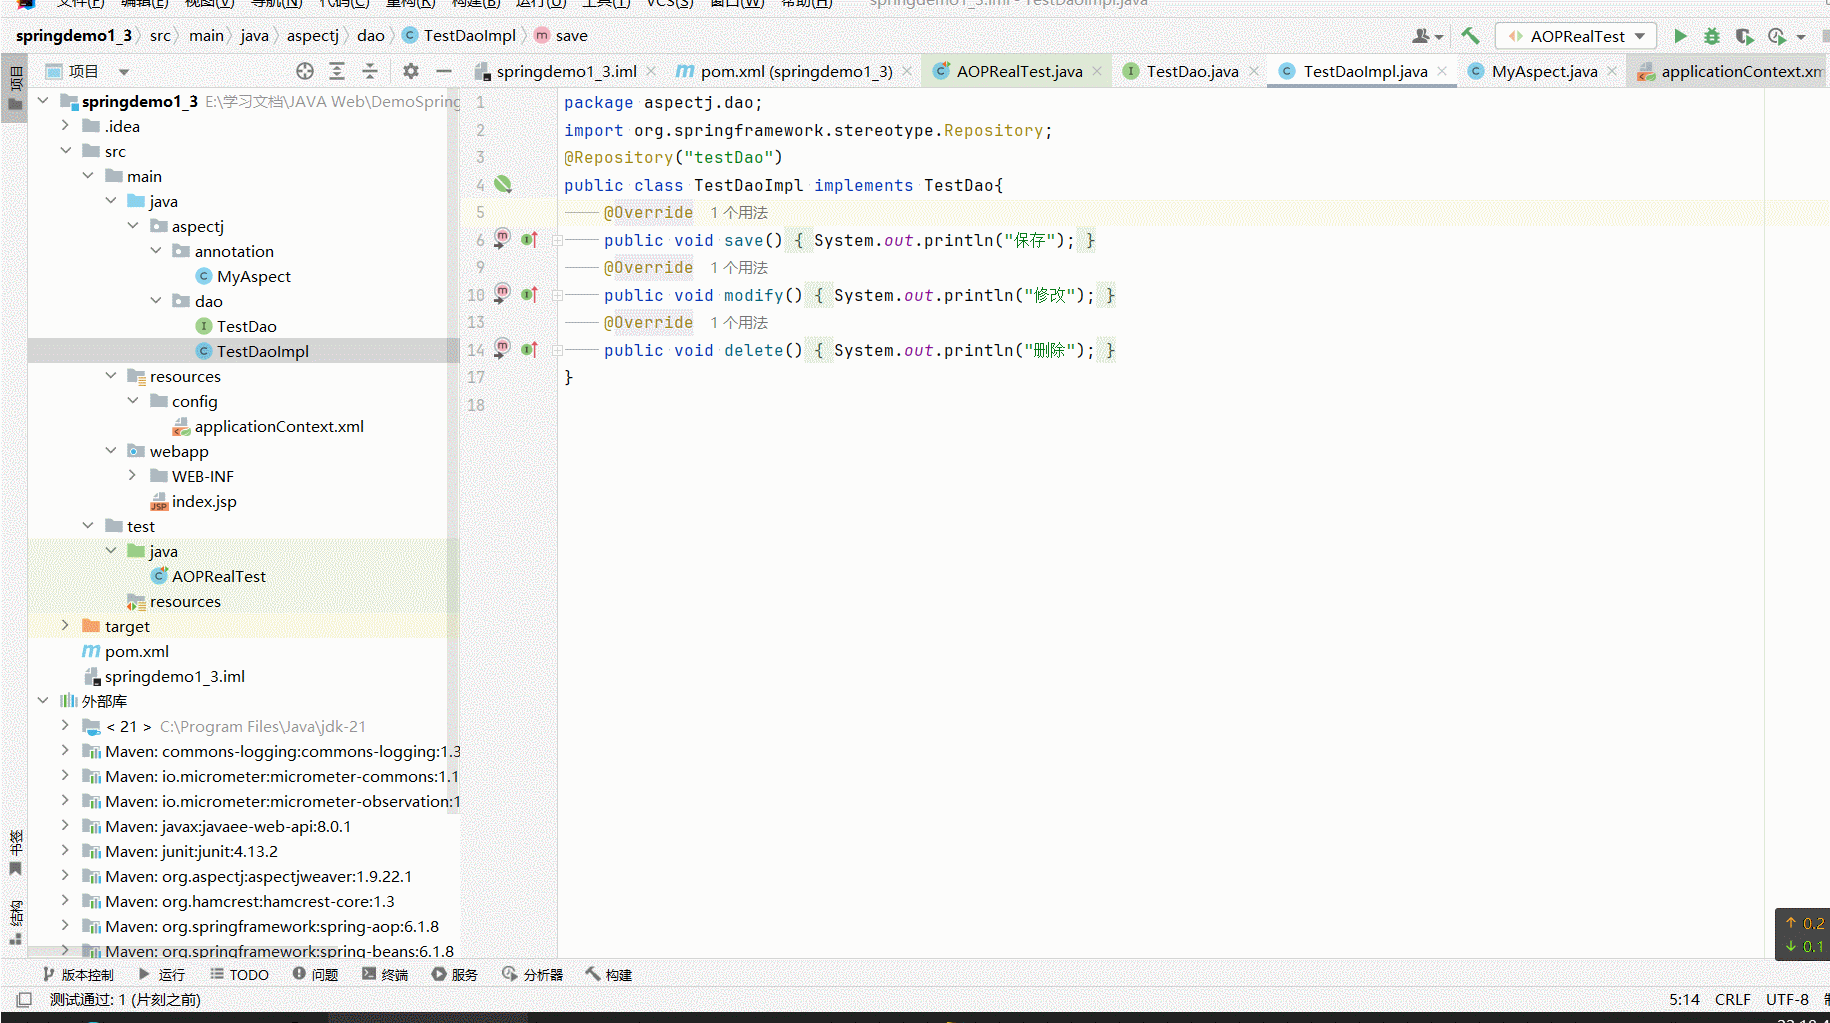 文件(F) 编辑(E) 视图(V) 导航(N) 代码(C) 重构(R) 构建(B) 运行(U) 工具(T) VCS(S) 窗口(W) 帮助(H) springdemo1_3.iml - TestDaoImpl.java
springdemo1_3 src main java aspectj dao TestDaoImpl save AOPRealTest
项目
springdemo1_3.iml pom.xml (springdemo1_3) AOPRealTest.java TestDao.java TestDaoImpl.java MyAspect.java applicationContext.xm
项目
springdemo1_3 E:\学习文档\JAVA Web\DemoSpring
.idea
src
main
java
aspectj
annotation
MyAspect
dao
TestDao
TestDaoImpl
resources
config
applicationContext.xml
webapp
WEB-INF
index.jsp
test
java
AOPRealTest
resources
target
pom.xml
springdemo1_3.iml
外部库
< 21 > C:\Program Files\Java\jdk-21
Maven: commons-logging:commons-logging:1.3
Maven: io.micrometer:micrometer-commons:1.1
Maven: io.micrometer:micrometer-observation:1
Maven: javax:javaee-web-api:8.0.1
Maven: junit:junit:4.13.2
Maven: org.aspectj:aspectjweaver:1.9.22.1
Maven: org.hamcrest:hamcrest-core:1.3
Maven: org.springframework:spring-aop:6.1.8
Maven: org.springframework:spring-beans:6.1.8
书签
结构
1 package aspectj.dao;
2 import org.springframework.stereotype.Repository;
3 @Repository("testDao")
4 public class TestDaoImpl implements TestDao{
5 @Override 1 个用法
6 public void save() { System.out.println("保存"); }
9 @Override 1 个用法
10 public void modify() { System.out.println("修改"); }
13 @Override 1 个用法
14 public void delete() { System.out.println("删除"); }
17 }
18
↑ 0.2
↓ 0.1
版本控制 运行 TODO 问题 终端 服务 分析器 构建
测试通过: 1 (片刻之前) 5:14 CRLF UTF-8